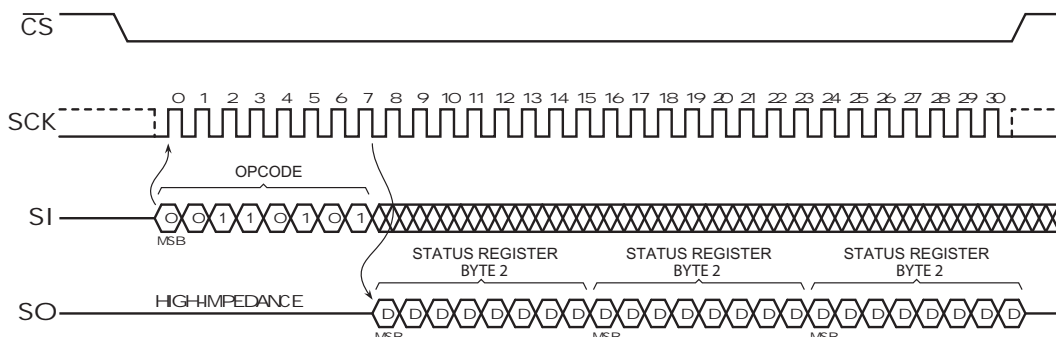 CS
SCK
0 1 2 3 4 5 6 7 8 9 10 11 12 13 14 15 16 17 18 19 20 21 22 23 24 25 26 27 28 29 30
OPCODE
SI
0 0 1 1 0 1 0 1
MSB
STATUS REGISTER
BYTE 2
STATUS REGISTER
BYTE 2
STATUS REGISTER
BYTE 2
SO
HIGH-IMPEDANCE
D D D D D D D D D D D D D D D D D D D D D D D D
MSB
MSB
MSB